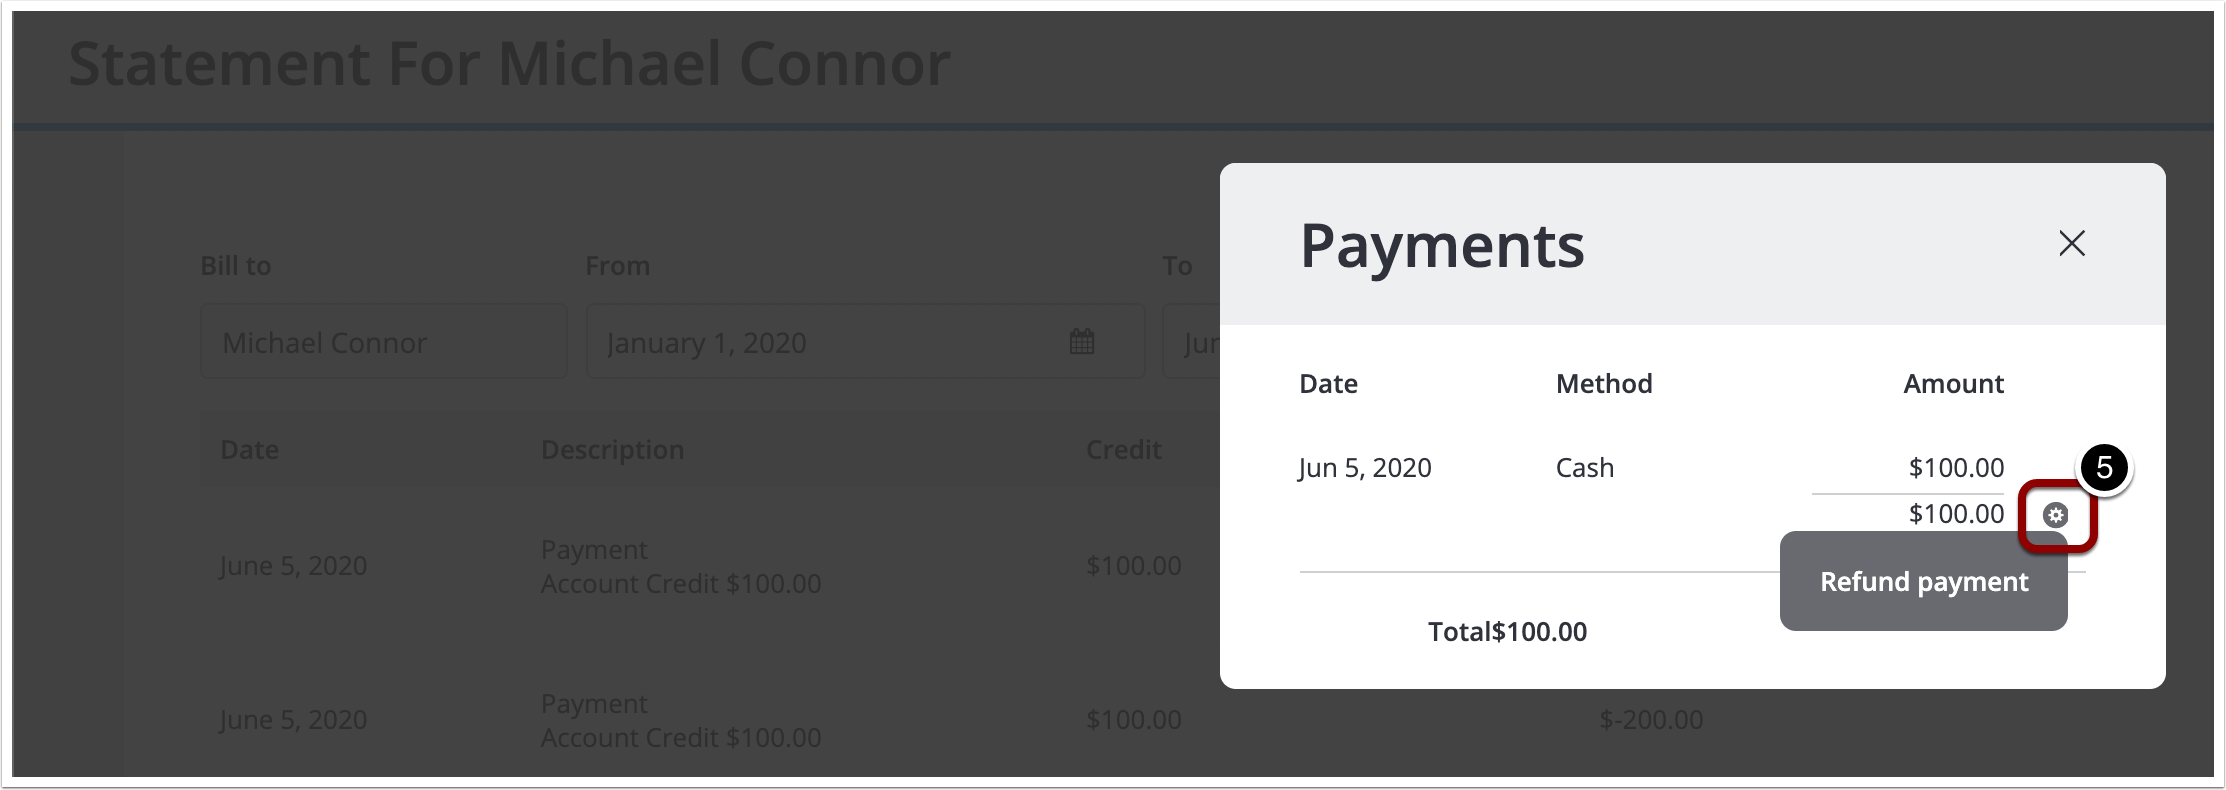 Statement For Michael Connor
Bill to From To
Michael Connor January 1, 2020
Date Description Credit
June 5, 2020 Payment $100.00
Account Credit $100.00
June 5, 2020 Payment $100.00 $-200.00
Account Credit $100.00
Payments
Date Method Amount
Jun 5, 2020 Cash $100.00
5
$100.00
Refund payment
Total$100.00